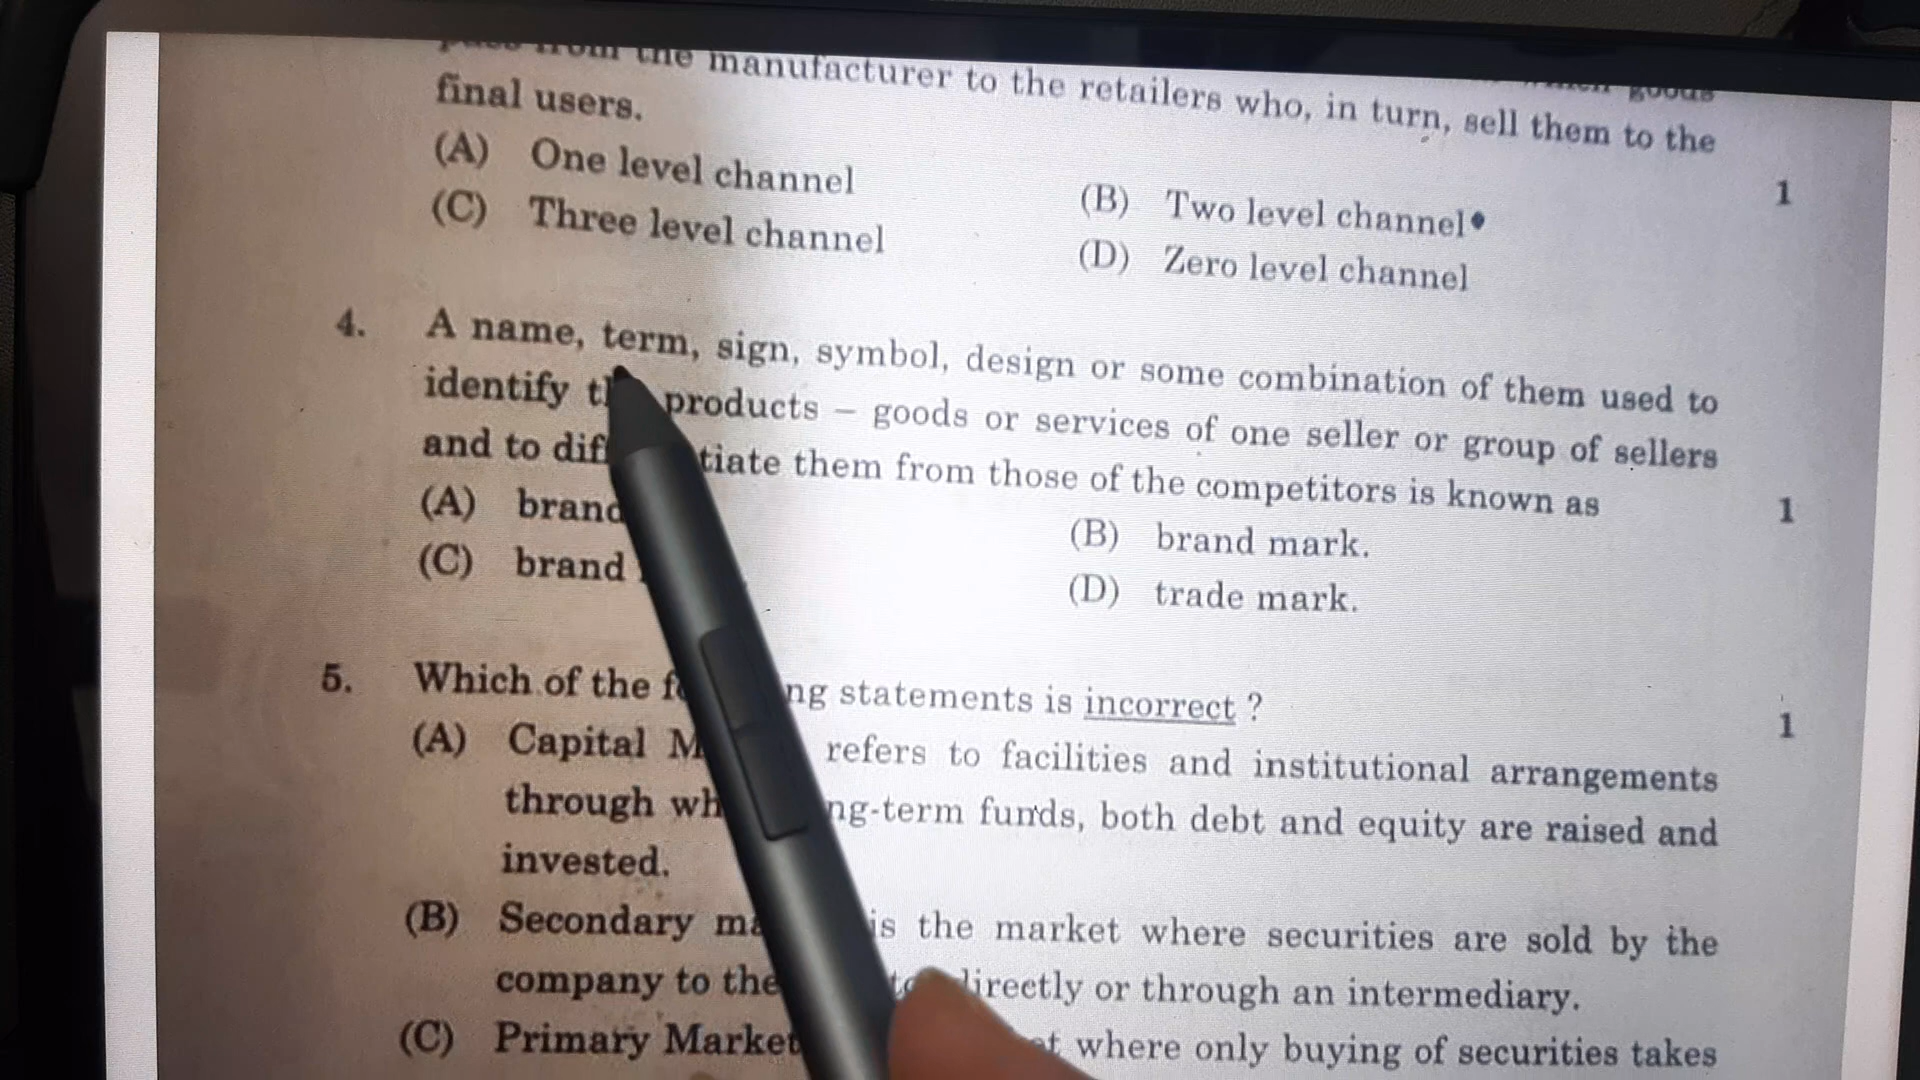 from the manufacturer to the retailers who, in turn, sell them to the
final users.
(A) One level channel
(B) Two level channel
(C) Three level channel
(D) Zero level channel
1
4. A name, term, sign, symbol, design or some combination of them used to
identify products – goods or services of one seller or group of sellers
and to tiate them from those of the competitors is known as
1
(A) brand
(B) brand mark.
(C) brand
(D) trade mark.
5. Which of the ng statements is incorrect ?
1
(A) Capital refers to facilities and institutional arrangements
through ng-term funds, both debt and equity are raised and
invested.
(B) Secondary is the market where securities are sold by the
company to the directly or through an intermediary.
(C) Primary Market where only buying of securities takes